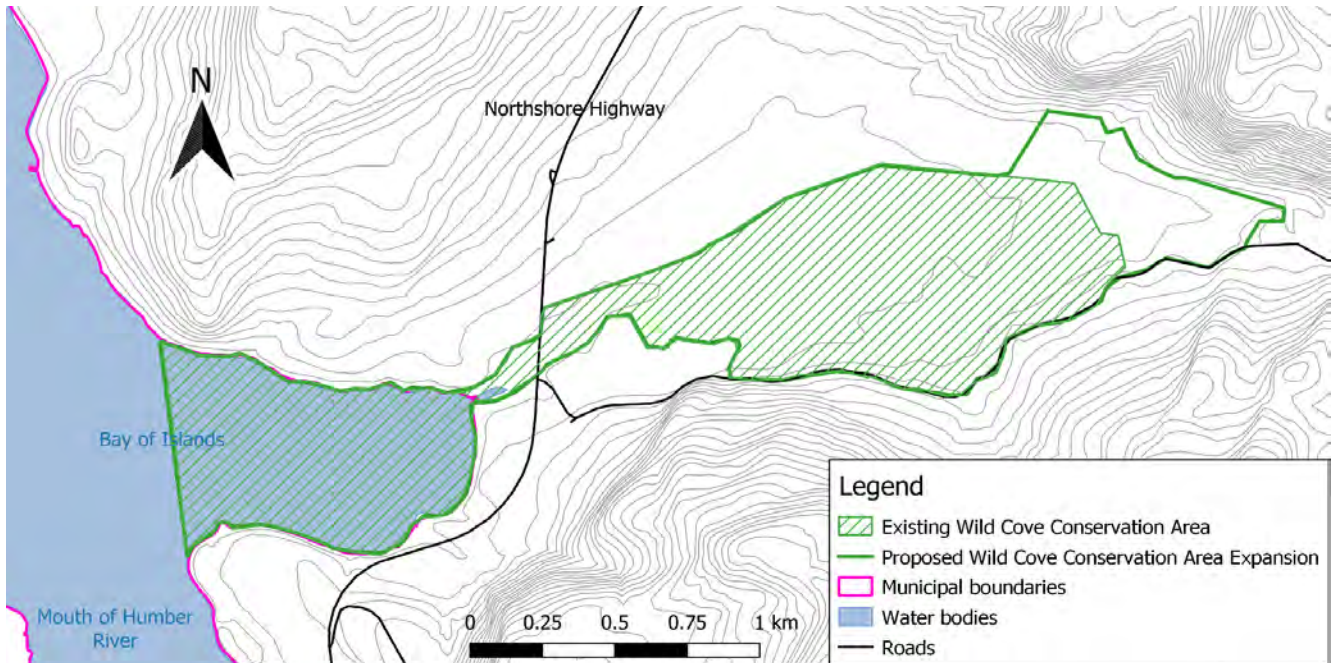 N
Northshore Highway
Bay of Islands
Mouth of Humber
River
0 0.25 0.5 0.75 1 km
Legend
Existing Wild Cove Conservation Area
Proposed Wild Cove Conservation Area Expansion
Municipal boundaries
Water bodies
Roads